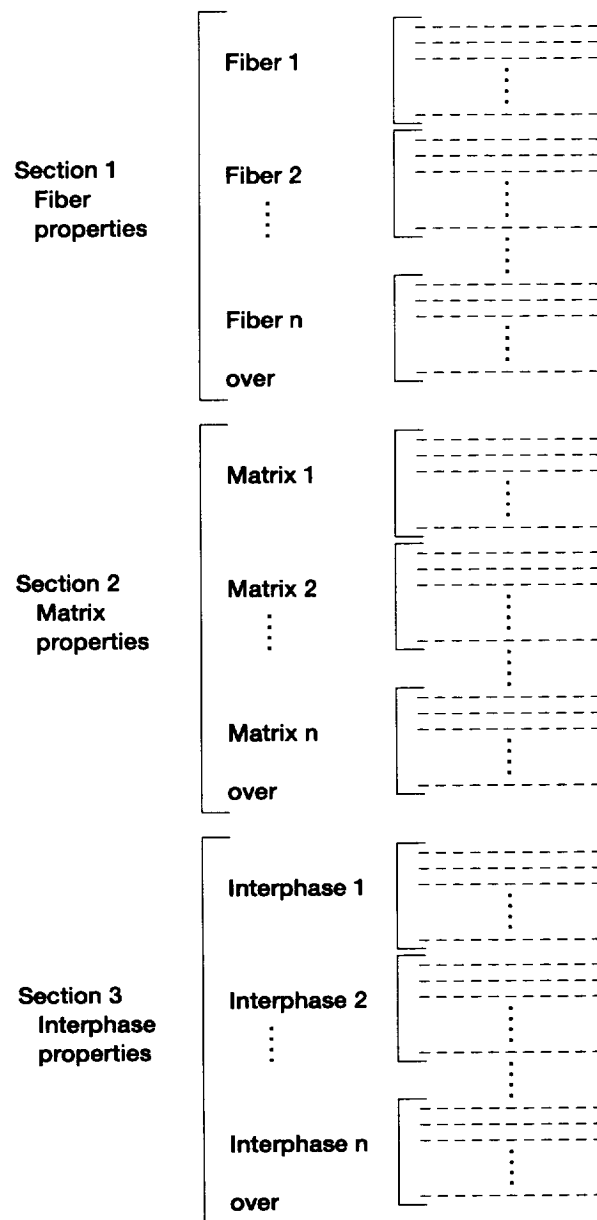 Section 1
Fiber
properties
Fiber 1
Fiber 2
Fiber n
over
Section 2
Matrix
properties
Matrix 1
Matrix 2
Matrix n
over
Section 3
Interphase
properties
Interphase 1
Interphase 2
Interphase n
over